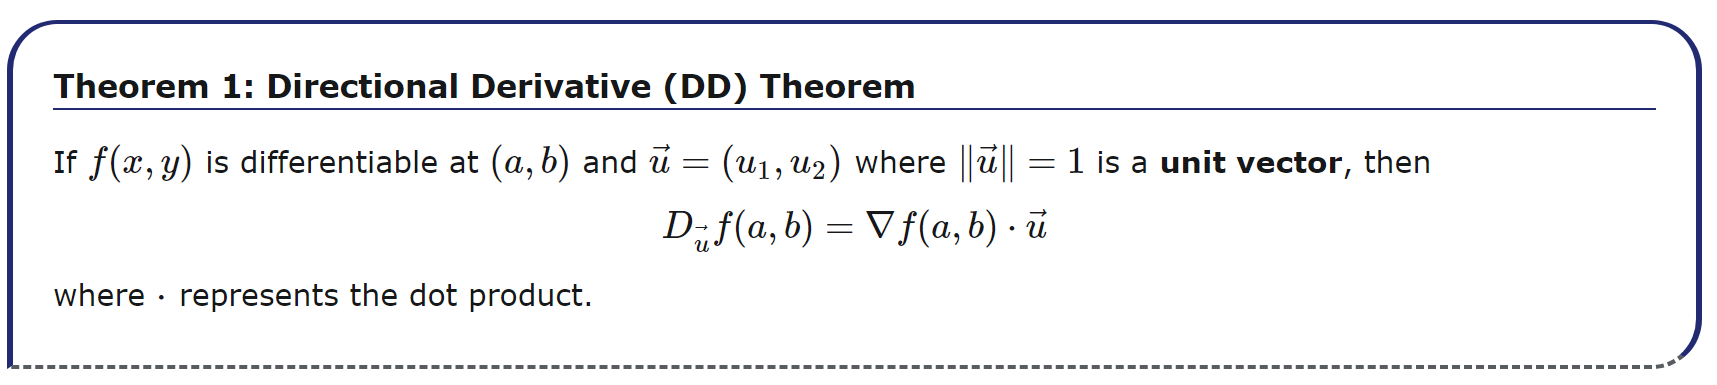 Theorem 1: Directional Derivative (DD) Theorem
If f(x, y) is differentiable at (a, b) and u⃗ = (u₁, u₂) where ‖u⃗‖ = 1 is a unit vector, then
D_u⃗ f(a, b) = ∇f(a, b) · u⃗
where · represents the dot product.